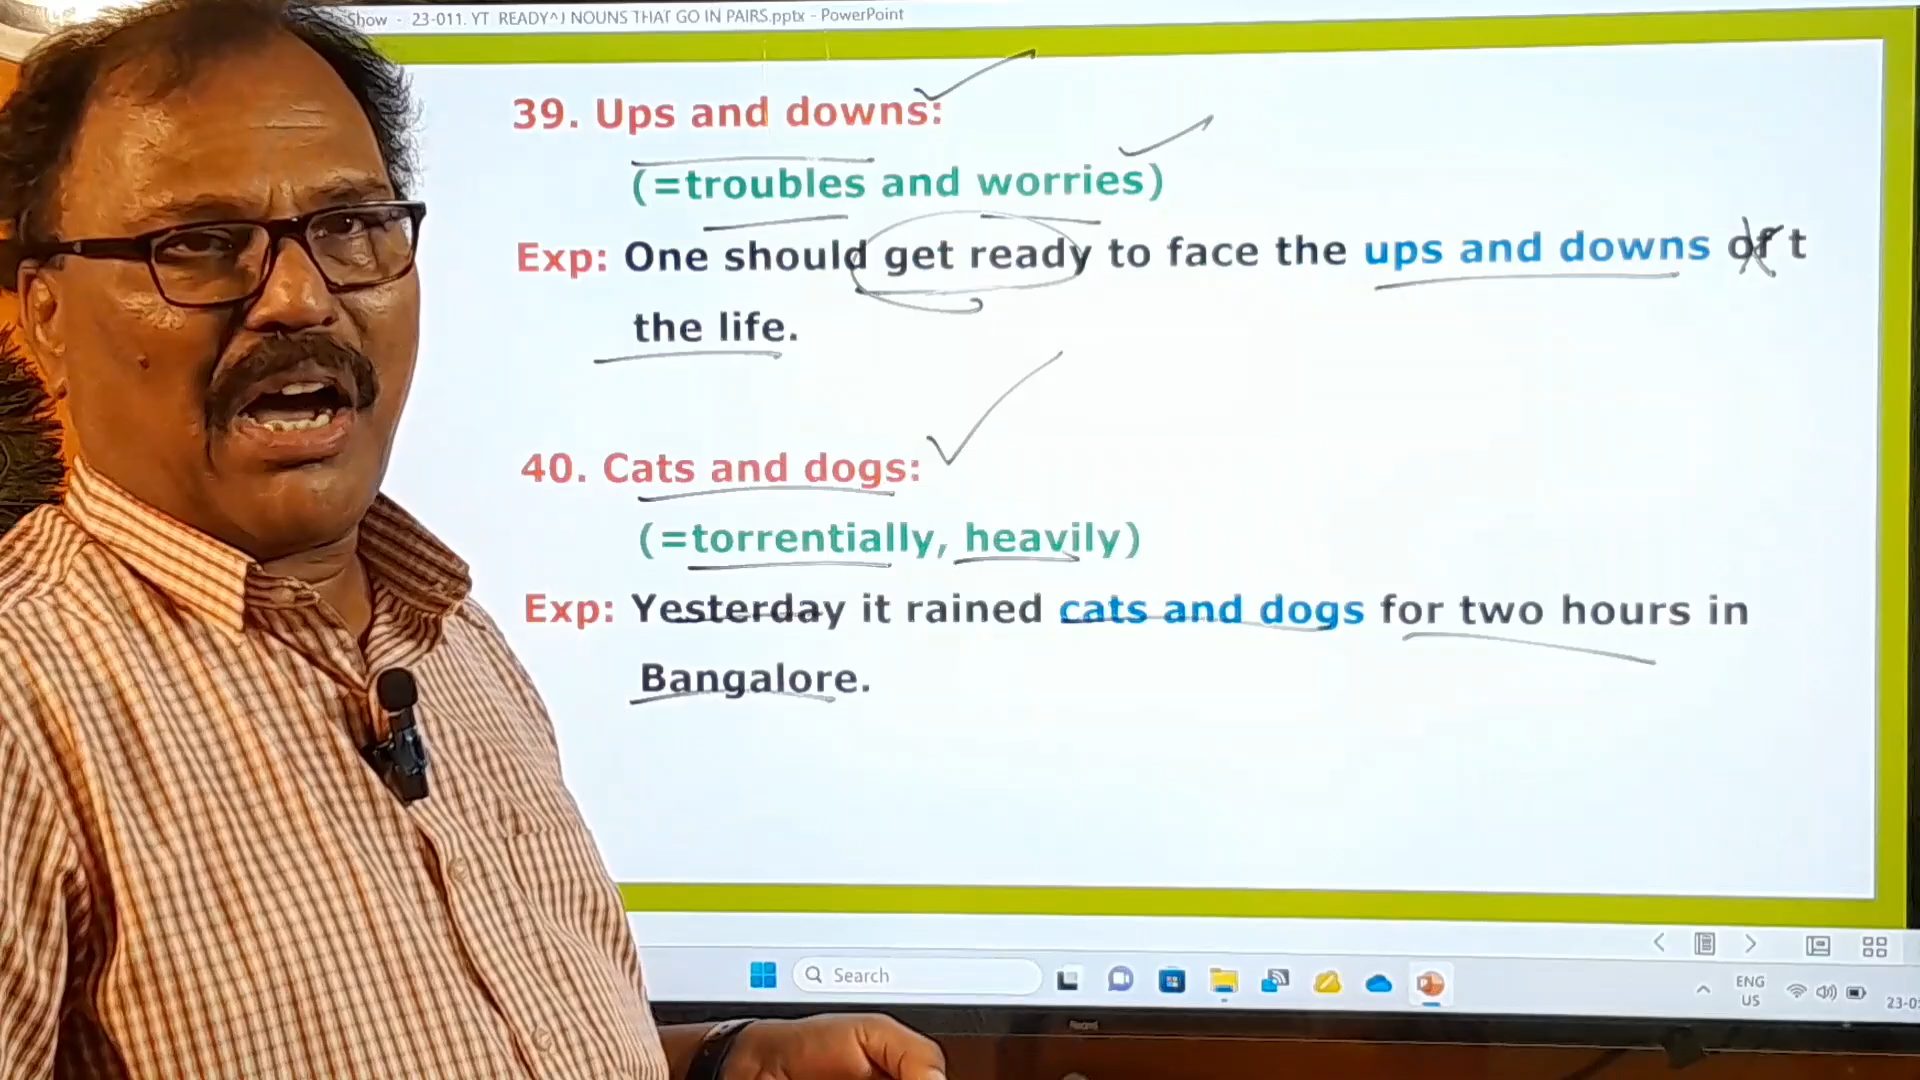 Show - 23-011. YT READY^J NOUNS THAT GO IN PAIRS.pptx - PowerPoint
39. Ups and downs:
(=troubles and worries)
Exp: One should get ready to face the ups and downs of t
the life.
40. Cats and dogs:
(=torrentially, heavily)
Exp: Yesterday it rained cats and dogs for two hours in
Bangalore.
Search
ENG
US